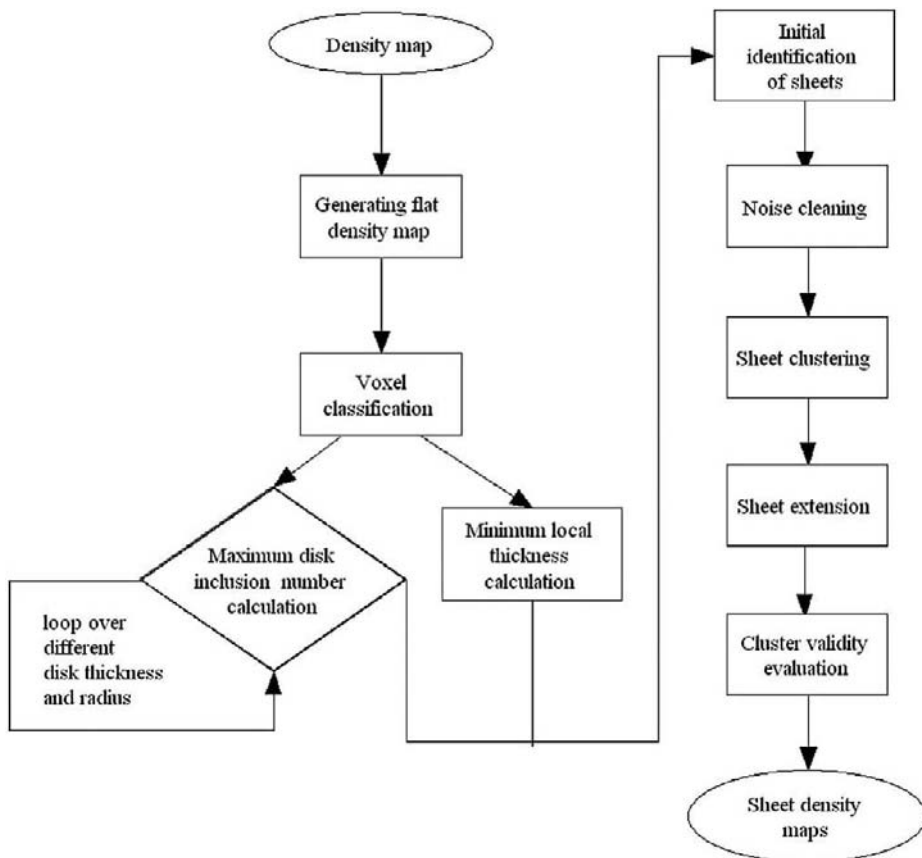 Density map
Generating flat
density map
Voxel
classification
Maximum disk
inclusion number
calculation
loop over
different
disk thickness
and radius
Minimum local
thickness
calculation
Initial
identification
of sheets
Noise cleaning
Sheet clustering
Sheet extension
Cluster validity
evaluation
Sheet density
maps